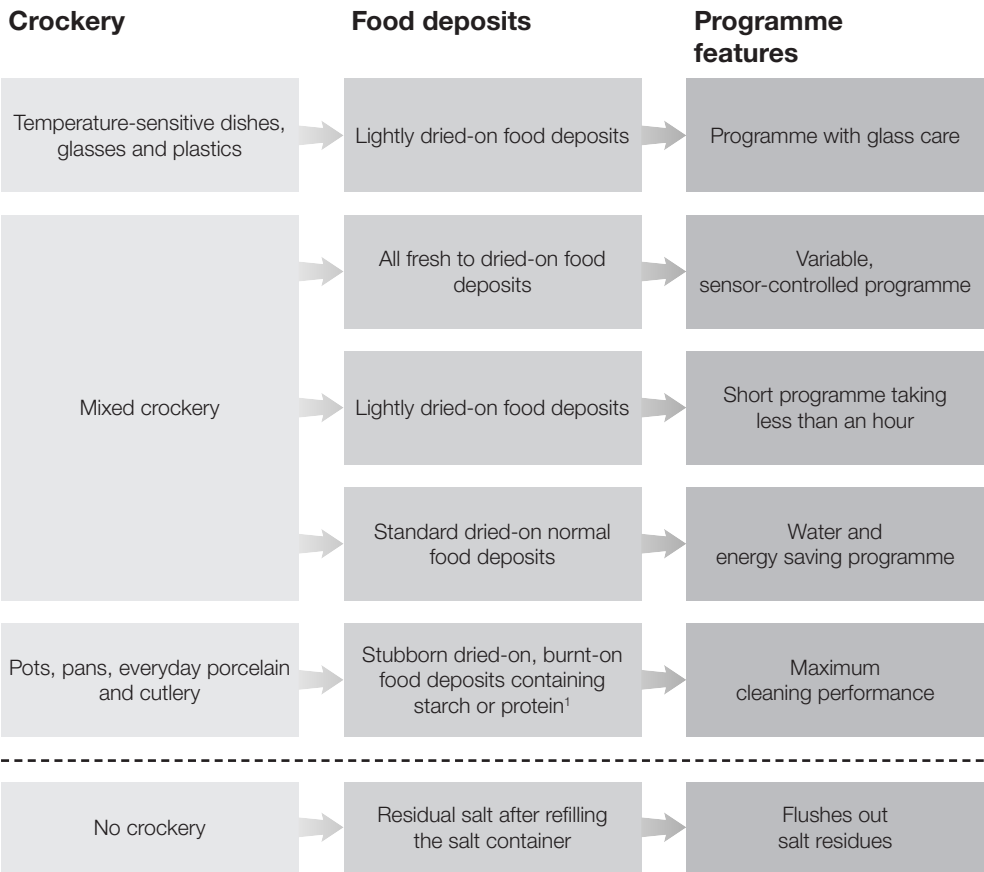 Crockery
Food deposits
Programme
features
Temperature-sensitive dishes,
glasses and plastics
Lightly dried-on food deposits
Programme with glass care
Mixed crockery
All fresh to dried-on food
deposits
Variable,
sensor-controlled programme
Lightly dried-on food deposits
Short programme taking
less than an hour
Standard dried-on normal
food deposits
Water and
energy saving programme
Pots, pans, everyday porcelain
and cutlery
Stubborn dried-on, burnt-on
food deposits containing
starch or protein¹
Maximum
cleaning performance
No crockery
Residual salt after refilling
the salt container
Flushes out
salt residues